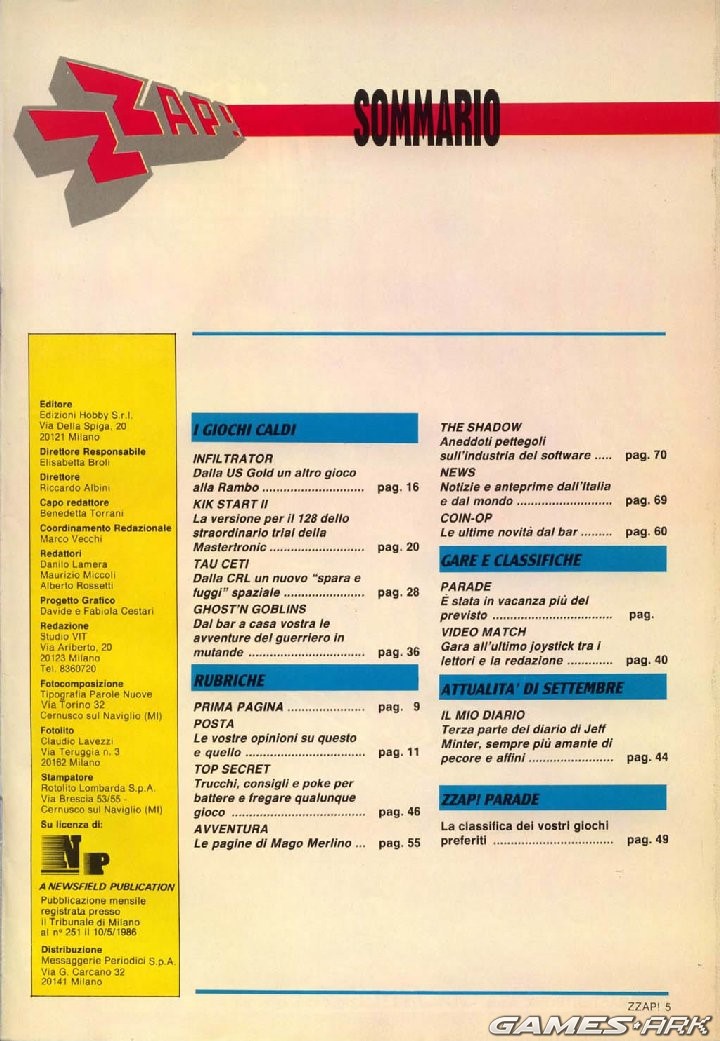 ZZAP!
SOMMARIO
Editore
Edizioni Hobby S.r.l.
Via Della Spiga, 20
20121 Milano
Direttore Responsabile
Elisabetta Broli
Direttore
Riccardo Albini
Capo redattore
Benedetta Torrani
Coordinamento Redazionale
Marco Vecchi
Redattori
Danilo Lamera
Maurizio Miccoli
Alberto Rossetti
Progetto Grafico
Davide e Fabiola Cestari
Redazione
Studio VIT
Via Ariberto, 20
20123 Milano
Tel. 8360720
Fotocomposizione
Tipografia Parole Nuove
Via Torino 32
Cernusco sul Naviglio (MI)
Fotolito
Claudio Lavezzi
Via Teruggia n. 3
20162 Milano
Stampatore
Rotolito Lombarda S.p.A.
Via Brescia 53/55 -
Cernusco sul Naviglio (MI)
Su licenza di:
NP
A NEWSFIELD PUBLICATION
Pubblicazione mensile
registrata presso
il Tribunale di Milano
al n° 251 il 10/5/1986
Distribuzione
Messaggerie Periodici S.p.A.
Via G. Carcano 32
20141 Milano
I GIOCHI CALDI
INFILTRATOR
Dalla US Gold un altro gioco
alla Rambo ............................ pag. 16
KIK START II
La versione per il 128 dello
straordinario trial della
Mastertronic .......................... pag. 20
TAU CETI
Dalla CRL un nuovo "spara e
fuggi" spaziale ...................... pag. 28
GHOST'N GOBLINS
Dal bar a casa vostra le
avventure del guerriero in
mutande ................................ pag. 36
RUBRICHE
PRIMA PAGINA ..................... pag. 9
POSTA
Le vostre opinioni su questo
e quello ................................. pag. 11
TOP SECRET
Trucchi, consigli e poke per
battere e fregare qualunque
gioco ..................................... pag. 46
AVVENTURA
Le pagine di Mago Merlino ... pag. 55
THE SHADOW
Aneddoti pettegoli
sull'industria del software ..... pag. 70
NEWS
Notizie e anteprime dall'Italia
e dal mondo .......................... pag. 69
COIN-OP
Le ultime novità dal bar ........ pag. 60
GARE E CLASSIFICHE
PARADE
È stata in vacanza più del
previsto ................................. pag.
VIDEO MATCH
Gara all'ultimo joystick tra i
lettori e la redazione ............ pag. 40
ATTUALITA' DI SETTEMBRE
IL MIO DIARIO
Terza parte del diario di Jeff
Minter, sempre più amante di
pecore e affini ....................... pag. 44
ZZAP! PARADE
La classifica dei vostri giochi
preferiti ................................. pag. 49
ZZAP! 5
GAMES ARK